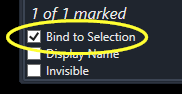 1 of 1 marked
Bind to Selection
Display Name
Invisible